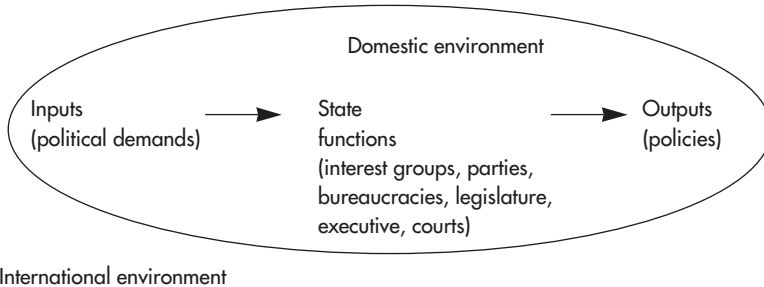 Domestic environment
Inputs
(political demands)
State
functions
(interest groups, parties,
bureaucracies, legislature,
executive, courts)
Outputs
(policies)
International environment